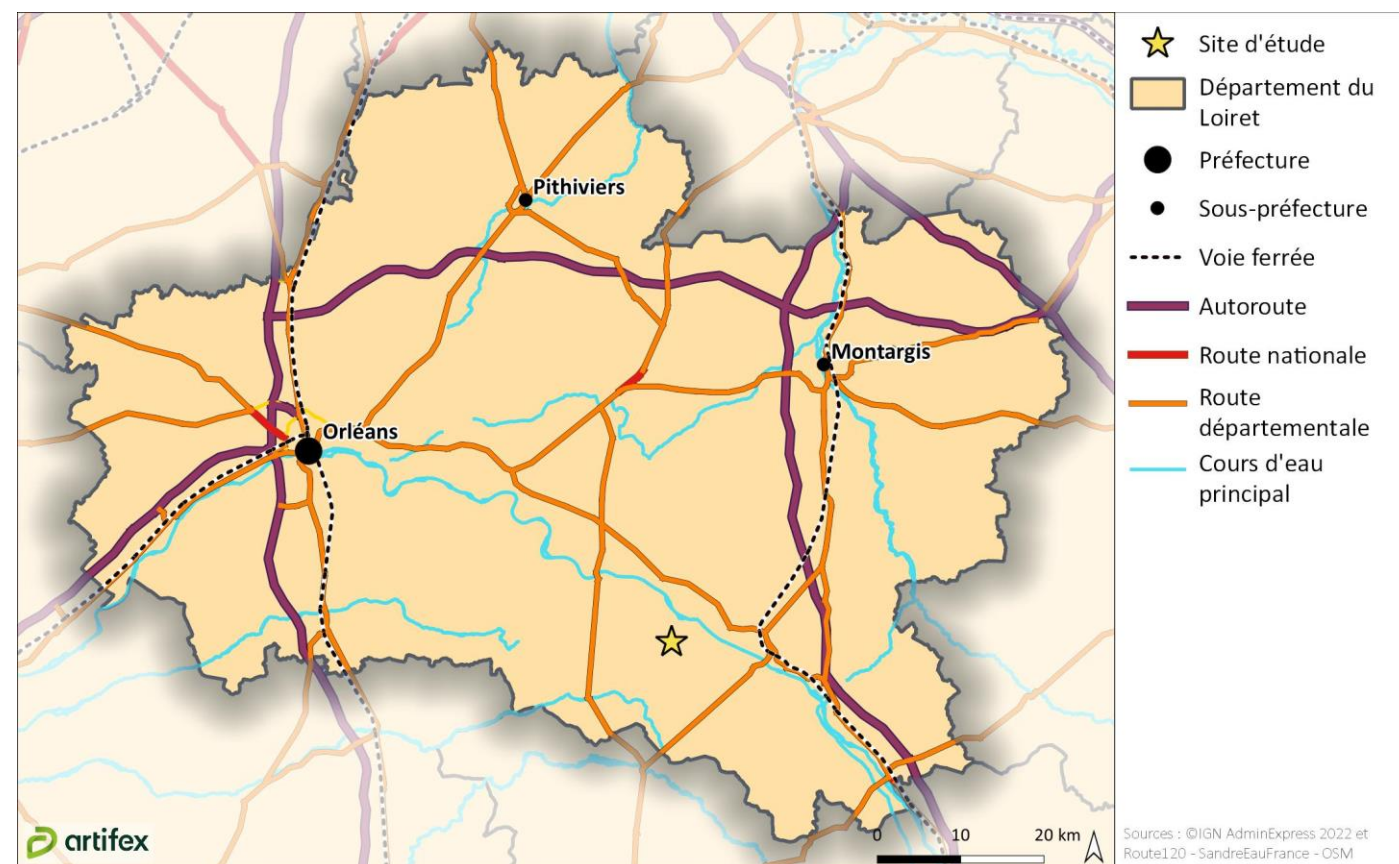 Pithiviers
Montargis
Orléans
artifex
0 10 20 km
Site d'étude
Département du
Loiret
Préfecture
Sous-préfecture
Voie ferrée
Autoroute
Route nationale
Route
départementale
Cours d'eau
principal
Sources : ©IGN AdminExpress 2022 et
Route120 - SandreEauFrance - OSM